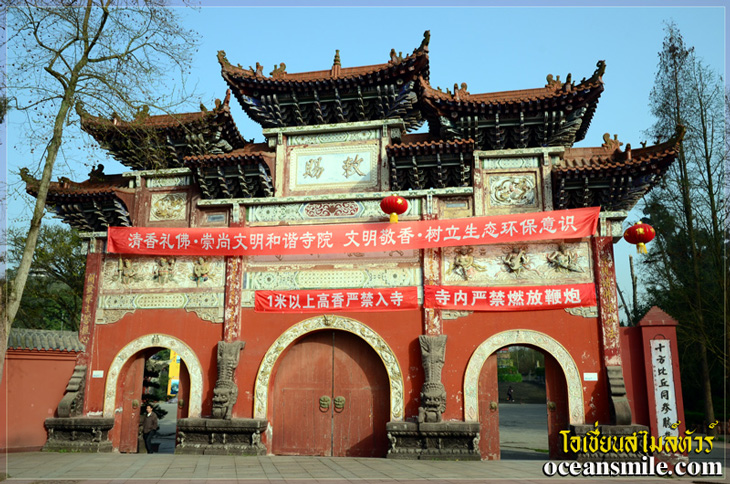 敕賜
清香礼佛·崇尚文明和谐寺院 文明敬香·树立生态环保意识
1米以上高香严禁入寺
寺内严禁燃放鞭炮
十方比丘同參
โอเชี่ยนสไมล์ทัวร์
oceansmile.com